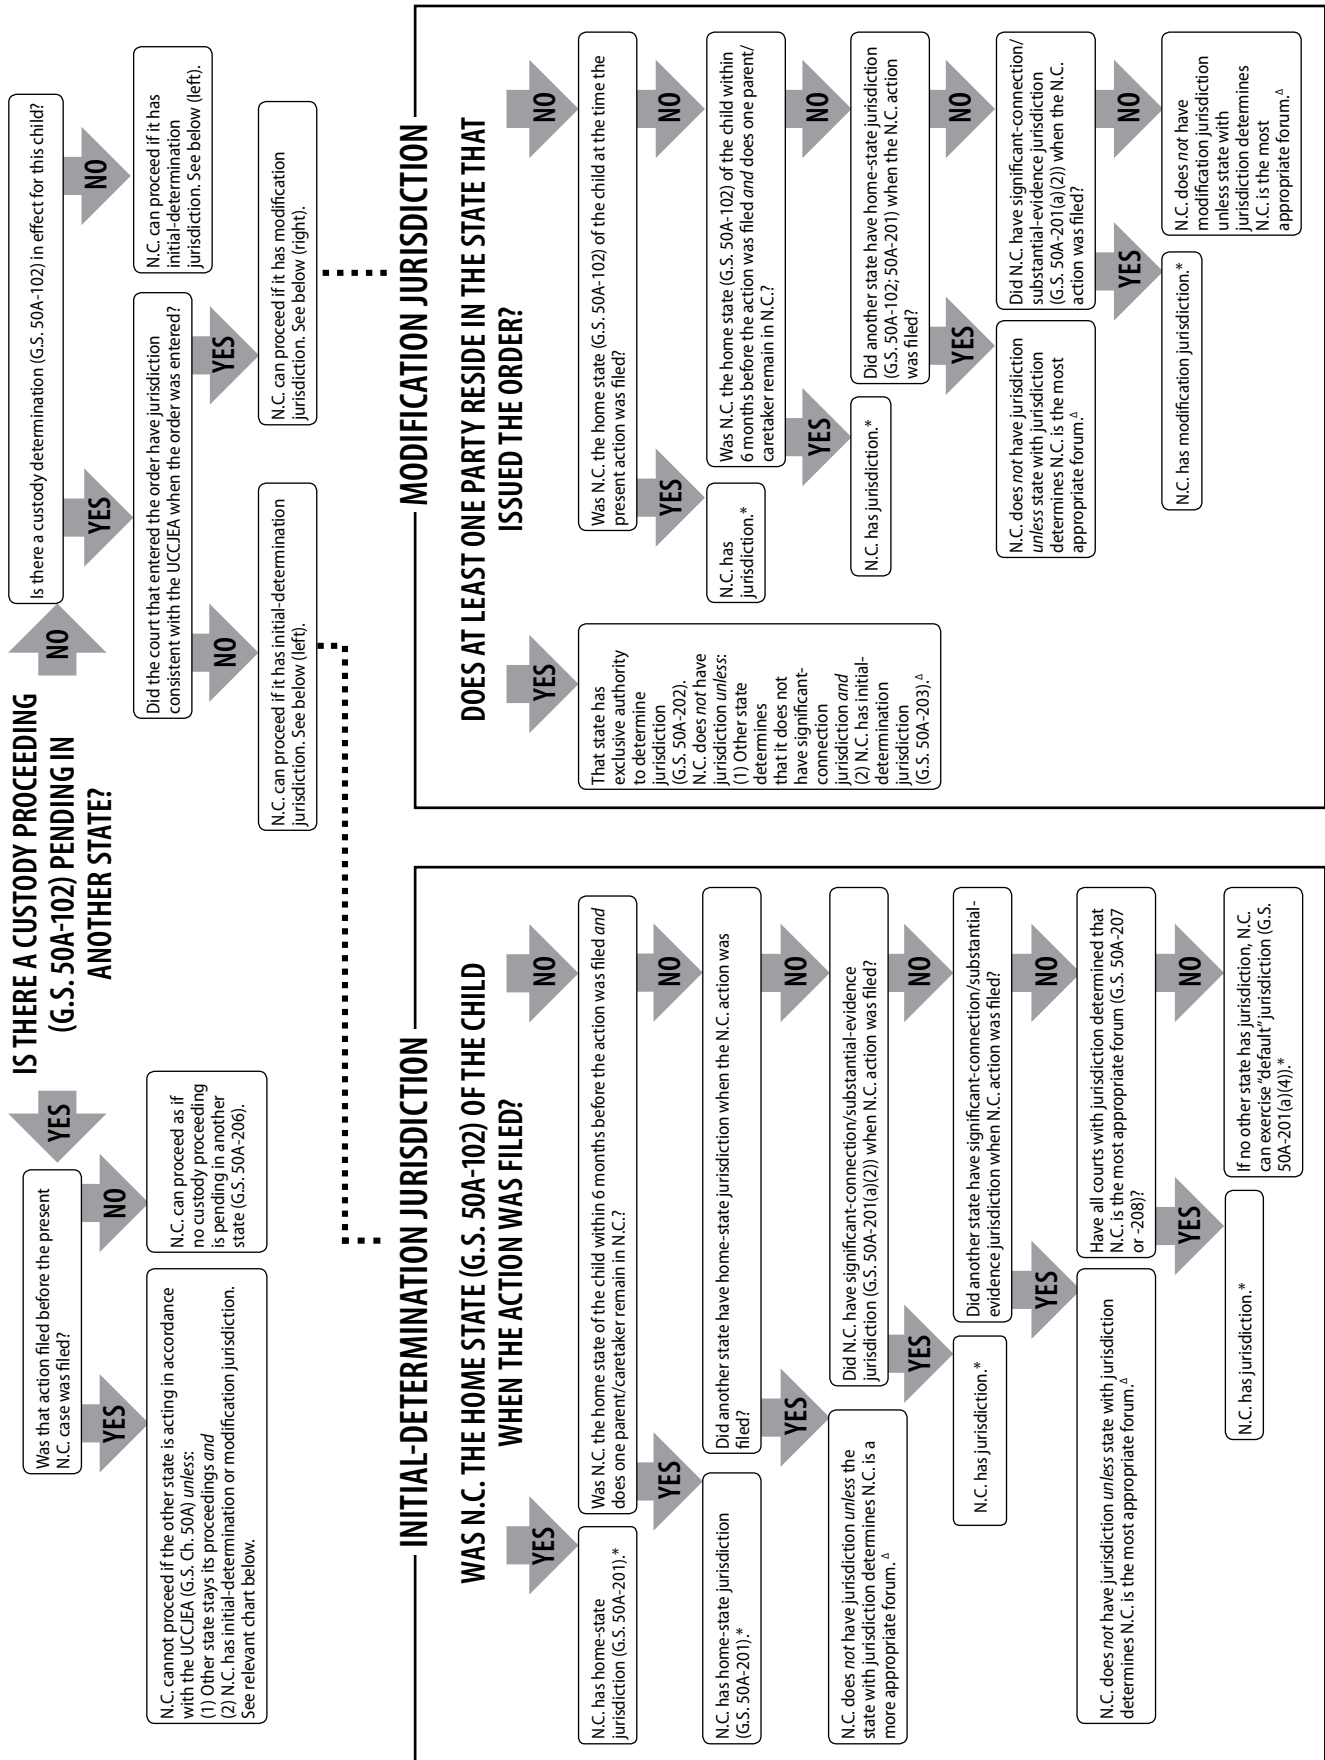 IS THERE A CUSTODY PROCEEDING
(G.S. 50A-102) PENDING IN
ANOTHER STATE?
YES
Was that action filed before the present
N.C. case was filed?
YES
N.C. cannot proceed if the other state is acting in accordance
with the UCCJEA (G.S. Ch. 50A) unless:
(1) Other state stays its proceedings and
(2) N.C. has initial-determination or modification jurisdiction.
See relevant chart below.
NO
N.C. can proceed as if
no custody proceeding
is pending in another
state (G.S. 50A-206).
NO
Is there a custody determination (G.S. 50A-102) in effect for this child?
YES
Did the court that entered the order have jurisdiction
consistent with the UCCJEA when the order was entered?
NO
N.C. can proceed if it has initial-determination
jurisdiction. See below (left).
YES
N.C. can proceed if it has modification
jurisdiction. See below (right).
NO
N.C. can proceed if it has
initial-determination
jurisdiction. See below (left).
INITIAL-DETERMINATION JURISDICTION
WAS N.C. THE HOME STATE (G.S. 50A-102) OF THE CHILD
WHEN THE ACTION WAS FILED?
YES
N.C. has home-state
jurisdiction (G.S. 50A-201).*
NO
Was N.C. the home state of the child within 6 months before the action was filed and
does one parent/caretaker remain in N.C.?
YES
N.C. has home-state jurisdiction
(G.S. 50A-201).*
NO
Did another state have home-state jurisdiction when the N.C. action was
filed?
YES
N.C. does not have jurisdiction unless the
state with jurisdiction determines N.C. is a
more appropriate forum. Δ
NO
Did N.C. have significant-connection/substantial-evidence
jurisdiction (G.S. 50A-201(a)(2)) when N.C. action was filed?
YES
N.C. has jurisdiction.*
NO
Did another state have significant-connection/substantial-
evidence jurisdiction when N.C. action was filed?
YES
N.C. does not have jurisdiction unless state with jurisdiction
determines N.C. is the most appropriate forum.Δ
NO
Have all courts with jurisdiction determined that
N.C. is the most appropriate forum (G.S. 50A-207
or -208)?
YES
N.C. has jurisdiction.*
NO
If no other state has jurisdiction, N.C.
can exercise "default" jurisdiction (G.S.
50A-201(a)(4)).*
MODIFICATION JURISDICTION
DOES AT LEAST ONE PARTY RESIDE IN THE STATE THAT
ISSUED THE ORDER?
YES
That state has
exclusive authority
to determine
jurisdiction
(G.S. 50A-202).
N.C. does not have
jurisdiction unless:
(1) Other state
determines
that it does not
have significant-
connection
jurisdiction and
(2) N.C. has initial-
determination
jurisdiction
(G.S. 50A-203).Δ
NO
Was N.C. the home state (G.S. 50A-102) of the child at the time the
present action was filed?
YES
N.C. has
jurisdiction.*
NO
Was N.C. the home state (G.S. 50A-102) of the child within
6 months before the action was filed and does one parent/
caretaker remain in N.C.?
YES
N.C. has jurisdiction.*
NO
Did another state have home-state jurisdiction
(G.S. 50A-102; 50A-201) when the N.C. action
was filed?
YES
N.C. does not have jurisdiction
unless state with jurisdiction
determines N.C. is the most
appropriate forum.Δ
NO
Did N.C. have significant-connection/
substantial-evidence jurisdiction
(G.S. 50A-201(a)(2)) when the N.C.
action was filed?
YES
N.C. has modification jurisdiction.*
NO
N.C. does not have
modification jurisdiction
unless state with
jurisdiction determines
N.C. is the most
appropriate forum.Δ